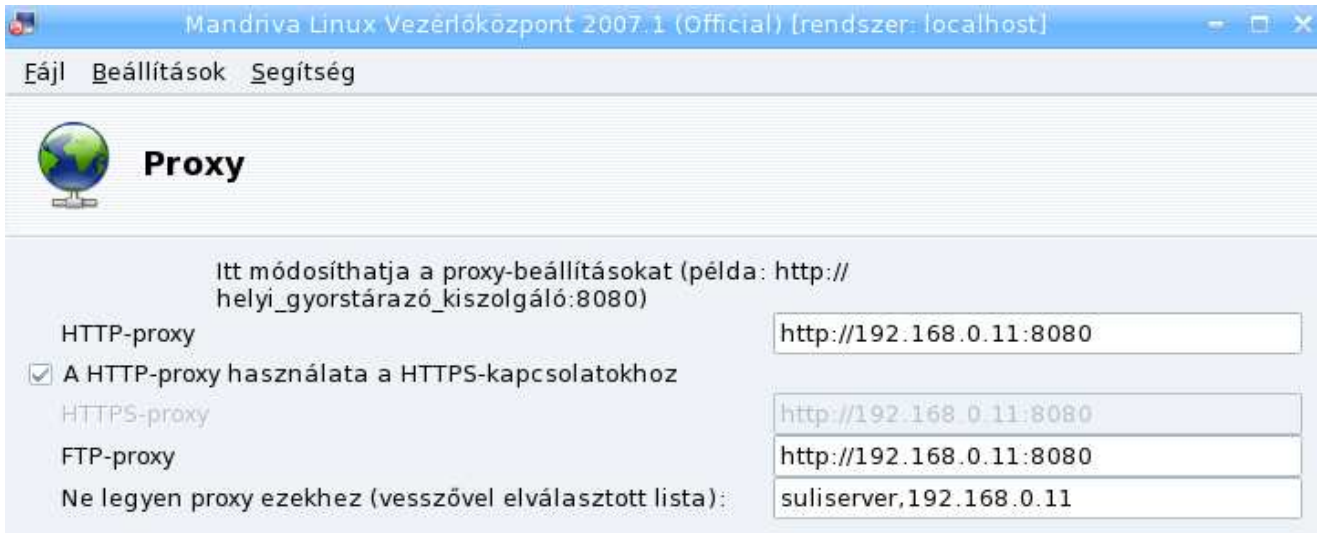 Mandriva Linux Vezérlőközpont 2007.1 (Official) [rendszer: localhost]
Fájl Beállítások Segítség
Proxy
Itt módosíthatja a proxy-beállításokat (példa: http://
helyi_gyorstárazó_kiszolgáló:8080)
HTTP-proxy http://192.168.0.11:8080
A HTTP-proxy használata a HTTPS-kapcsolatokhoz
HTTPS-proxy http://192.168.0.11:8080
FTP-proxy http://192.168.0.11:8080
Ne legyen proxy ezekhez (vesszővel elválasztott lista): suliserver,192.168.0.11